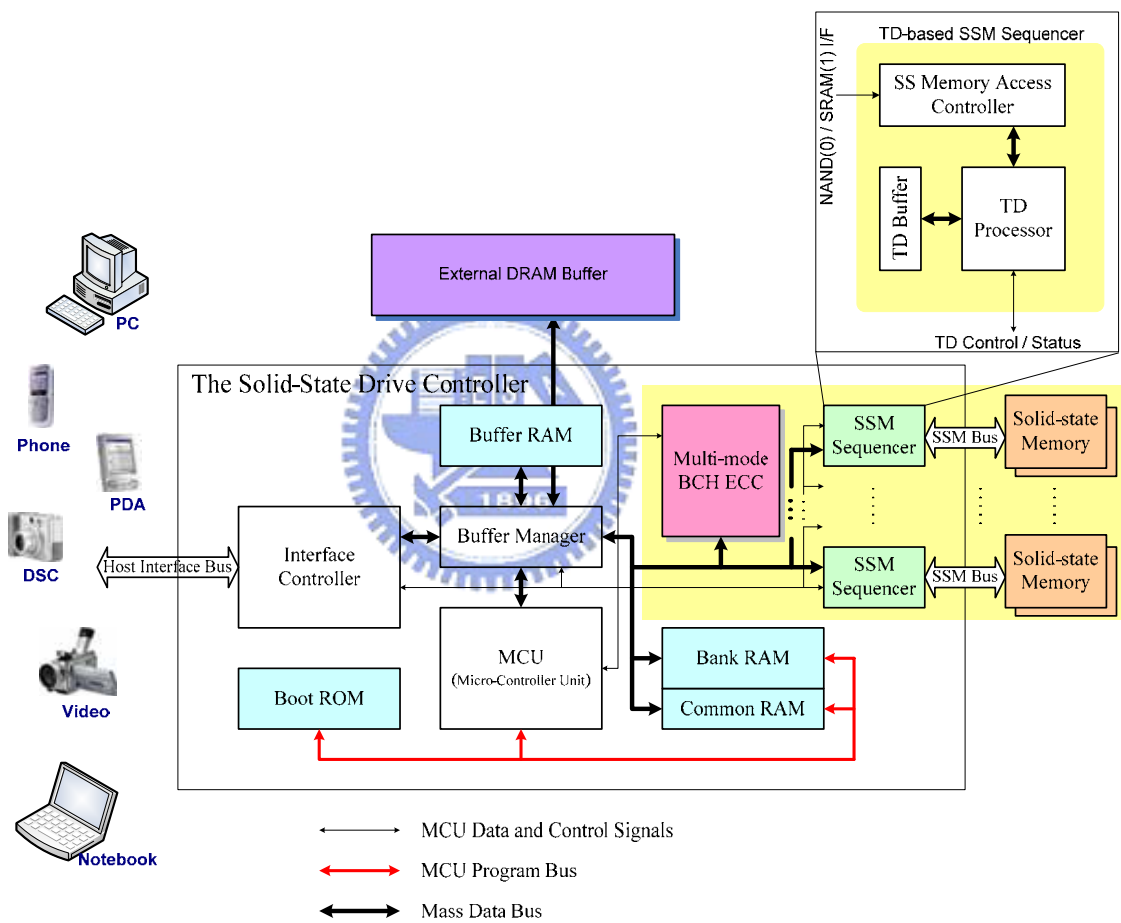 TD-based SSM Sequencer
NAND(0) / SRAM(1) I/F
SS Memory Access
Controller
TD Buffer
TD
Processor
TD Control / Status
External DRAM Buffer
PC
Phone
PDA
DSC
Video
Notebook
The Solid-State Drive Controller
Buffer RAM
1896
Buffer Manager
Host Interface Bus
Interface
Controller
Multi-mode
BCH ECC
SSM
Sequencer
SSM Bus
Solid-state
Memory
SSM
Sequencer
SSM Bus
Solid-state
Memory
MCU
(Micro-Controller Unit)
Boot ROM
Bank RAM
Common RAM
MCU Data and Control Signals
MCU Program Bus
Mass Data Bus